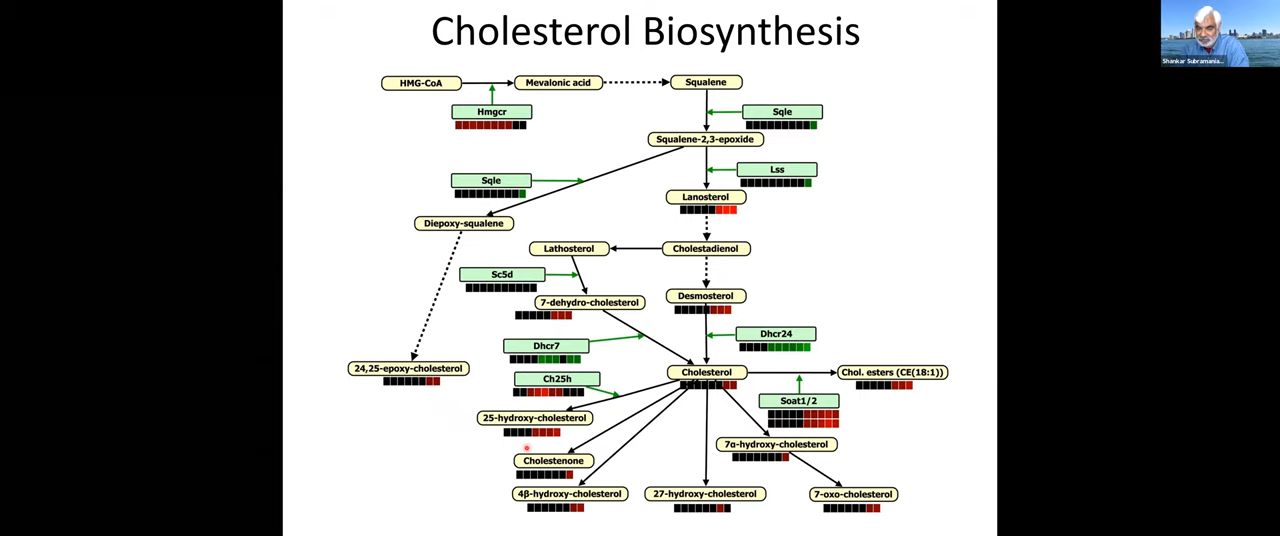 Cholesterol Biosynthesis
Shankar Subramania...
HMG-CoA
Mevalonic acid
Squalene
Hmgcr
Sqle
Squalene-2,3-epoxide
Lss
Sqle
Lanosterol
Diepoxy-squalene
Lathosterol
Cholestadienol
Sc5d
7-dehydro-cholesterol
Desmosterol
Dhcr24
Dhcr7
24,25-epoxy-cholesterol
Cholesterol
Chol. esters (CE(18:1))
Ch25h
Soat1/2
25-hydroxy-cholesterol
7α-hydroxy-cholesterol
Cholestenone
4β-hydroxy-cholesterol
27-hydroxy-cholesterol
7-oxo-cholesterol